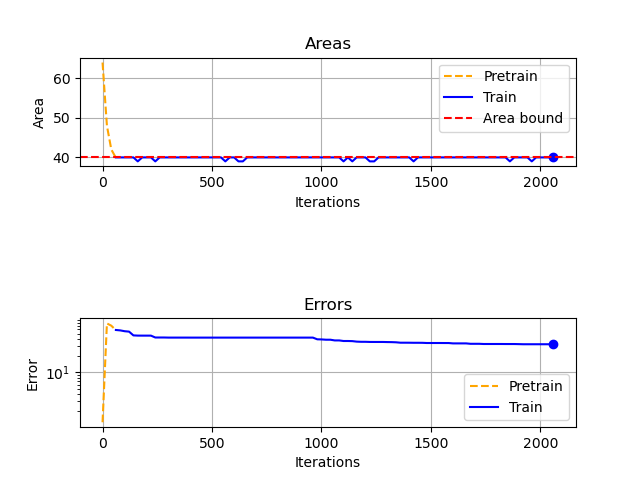 Areas
60
50
40
Area
Pretrain
Train
Area bound
0
500
1000
1500
2000
Iterations
Errors
10¹
Error
Pretrain
Train
0
500
1000
1500
2000
Iterations